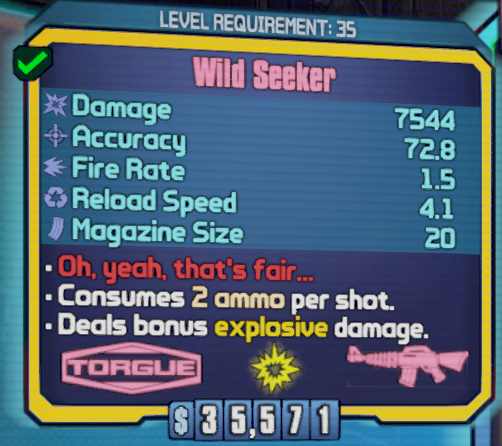 LEVEL REQUIREMENT: 35
Wild Seeker
Damage 7544
Accuracy 72.8
Fire Rate 1.5
Reload Speed 4.1
Magazine Size 20
• Oh, yeah, that's fair...
• Consumes 2 ammo per shot.
• Deals bonus explosive damage.
TORGUE
$35,571